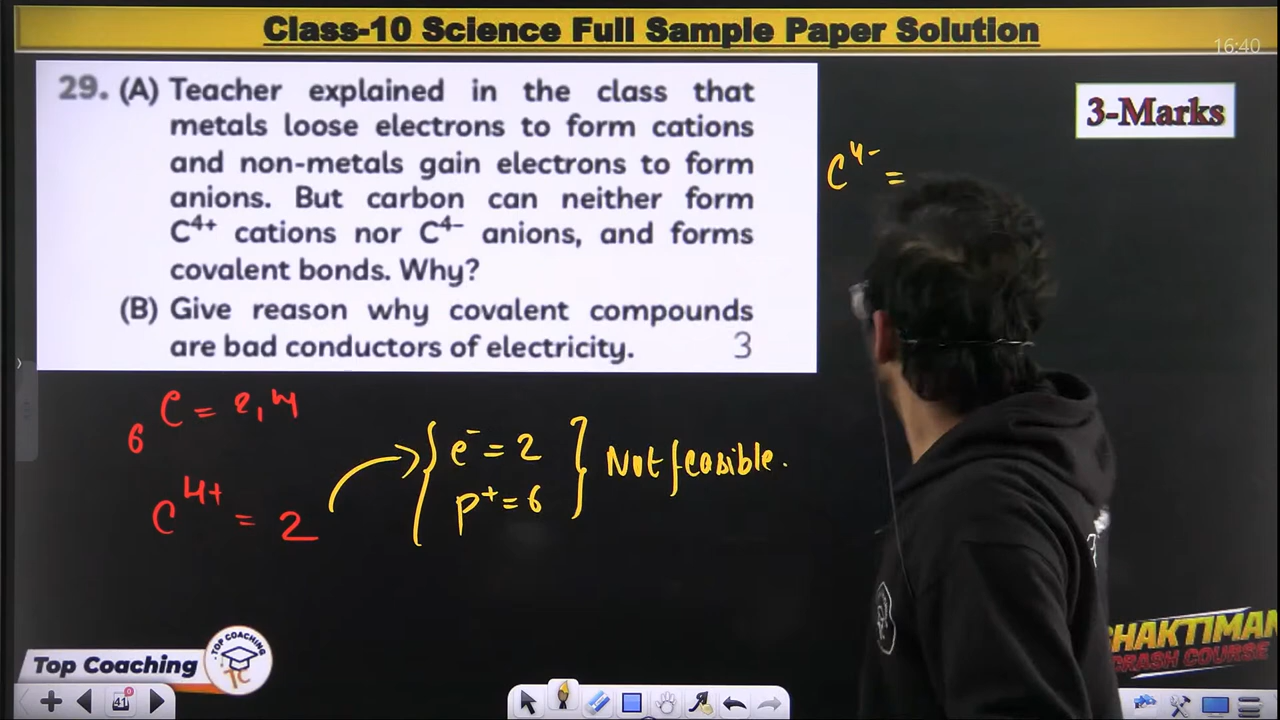 Class-10 Science Full Sample Paper Solution
16:40
29. (A) Teacher explained in the class that
metals loose electrons to form cations
and non-metals gain electrons to form
anions. But carbon can neither form
C⁴⁺ cations nor C⁴⁻ anions, and forms
covalent bonds. Why?
(B) Give reason why covalent compounds
are bad conductors of electricity. 3
3-Marks
C⁴⁻ =
₆C = 2,4
C⁴⁺ = 2
e⁻ = 2
p⁺ = 6
Not feasible.
Top Coaching
TOP COACHING
TC
HAKTIMAN
CRASH COURSE
41